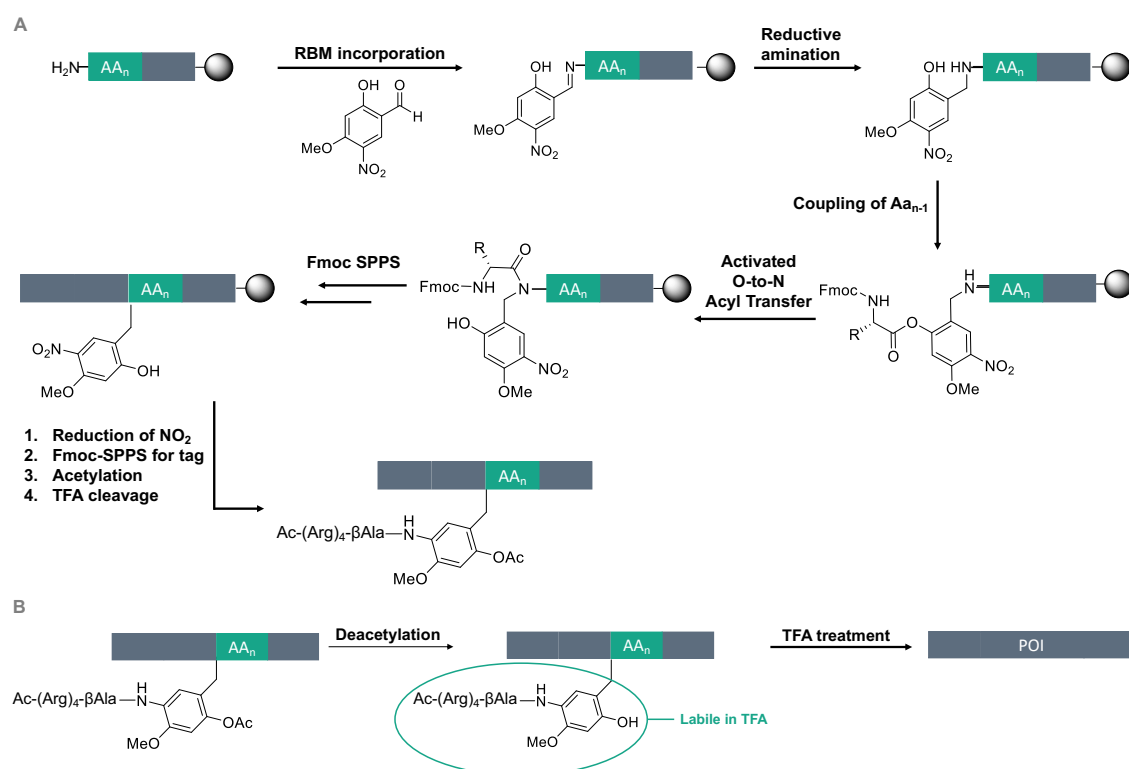 A
H₂N
AAₙ
RBM incorporation
OH
O
H
MeO
NO₂
OH
N
AAₙ
MeO
NO₂
Reductive
amination
OH
HN
AAₙ
MeO
NO₂
Coupling of Aaₙ₋₁
AAₙ
O₂N
NO₂
MeO
OH
Fmoc SPPS
R
O
Fmoc
N
H
N
AAₙ
HO
NO₂
OMe
Activated
O-to-N
Acyl Transfer
Fmoc
H
N
R
O
O
H
N
AAₙ
NO₂
OMe
1. Reduction of NO₂
2. Fmoc-SPPS for tag
3. Acetylation
4. TFA cleavage
AAₙ
Ac-(Arg)₄-βAla
H
N
OAc
MeO
B
AAₙ
Ac-(Arg)₄-βAla
H
N
OAc
MeO
Deacetylation
AAₙ
Ac-(Arg)₄-βAla
H
N
OH
MeO
Labile in TFA
TFA treatment
POI